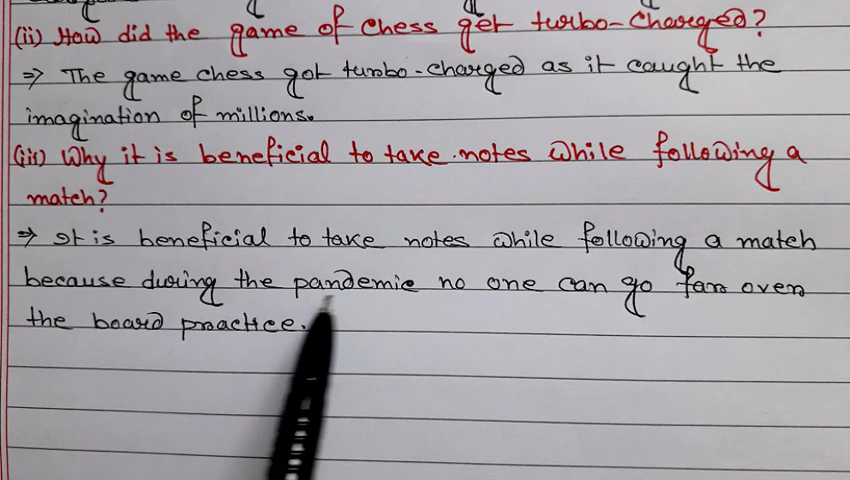 (ii) How did the game of chess get turbo-charged?
⇒ The game chess got turbo-charged as it caught the
imagination of millions.
(iii) Why it is beneficial to take notes while following a
match?
⇒ It is beneficial to take notes while following a match
because during the pandemic no one can go far over
the board practice.